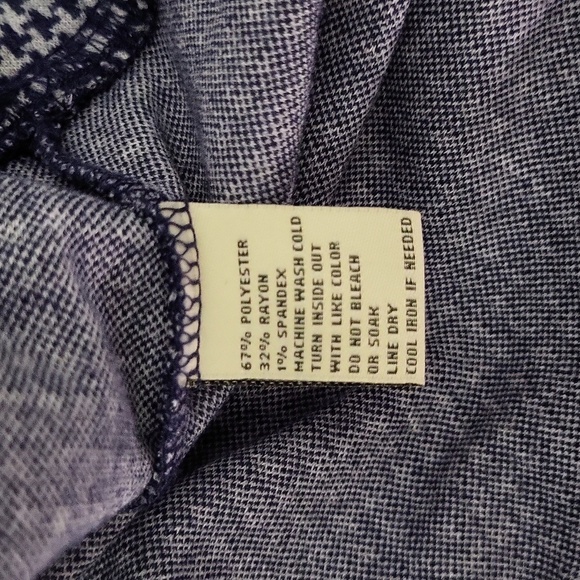 67% POLYESTER
32% RAYON
1% SPANDEX
MACHINE WASH COLD
TURN INSIDE OUT
WITH LIKE COLOR
DO NOT BLEACH
OR SOAK
LINE DRY
COOL IRON IF NEEDED